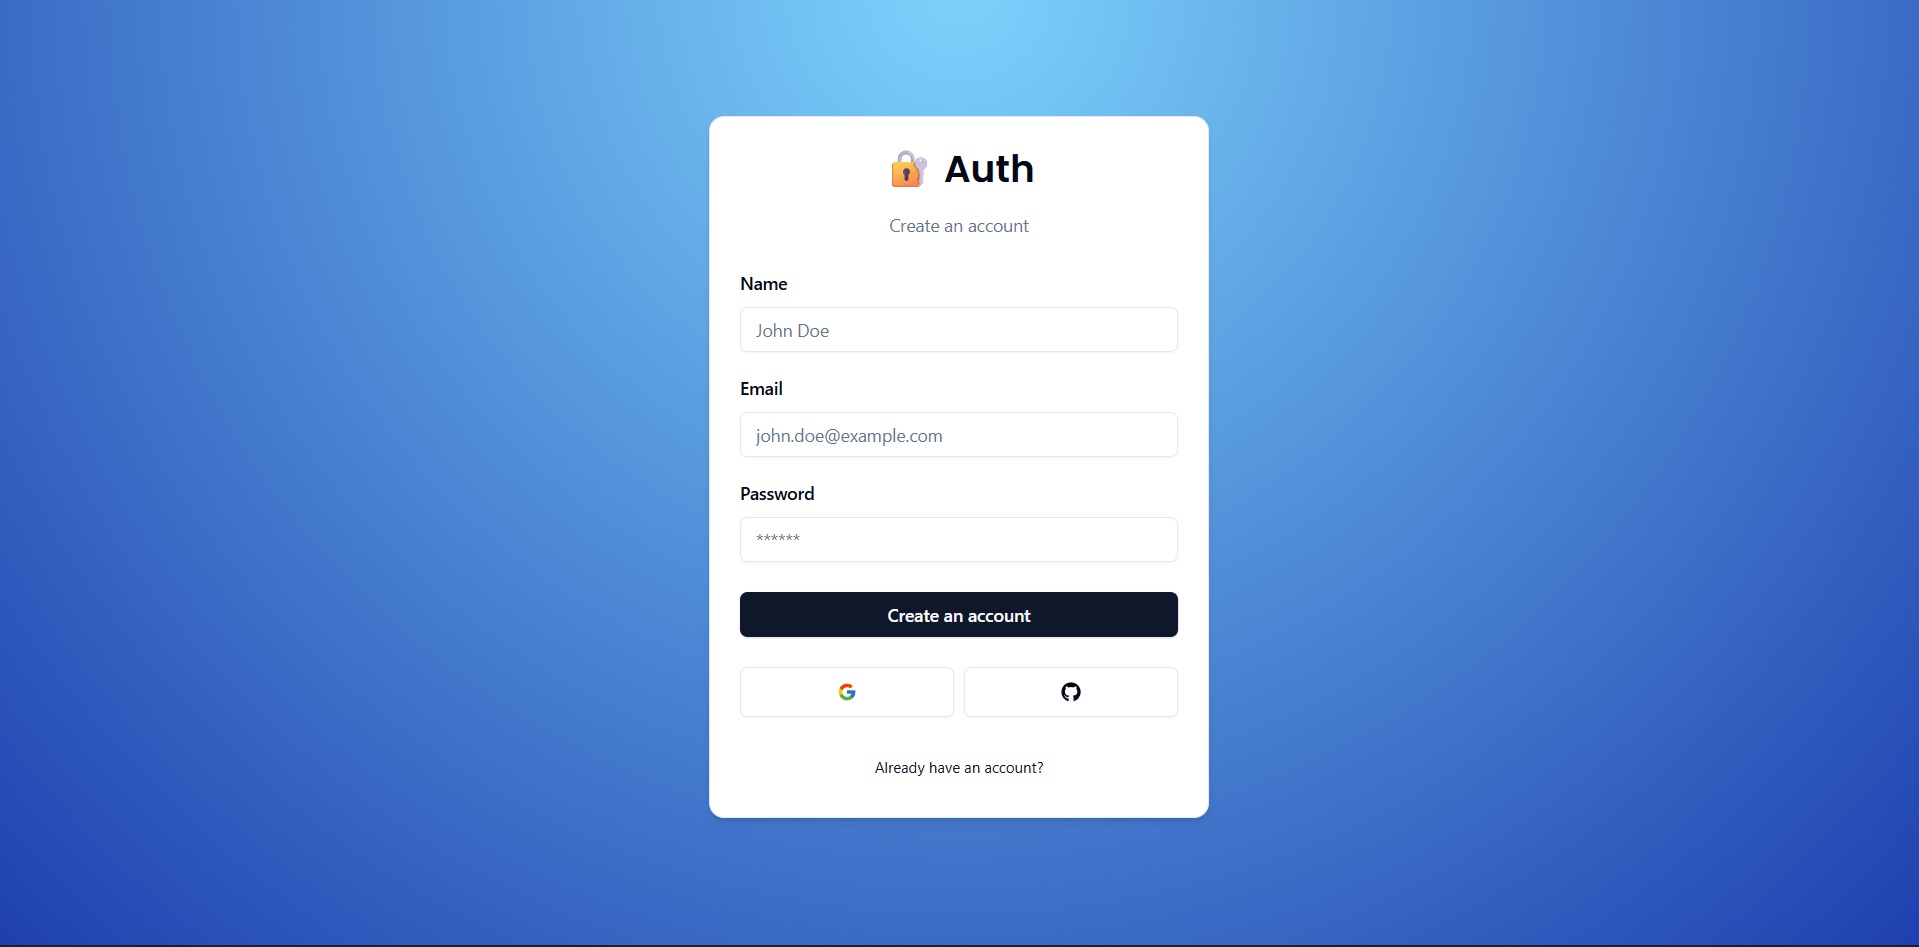 🔐 Auth
Create an account
Name
John Doe
Email
john.doe@example.com
Password
******
Create an account
Already have an account?